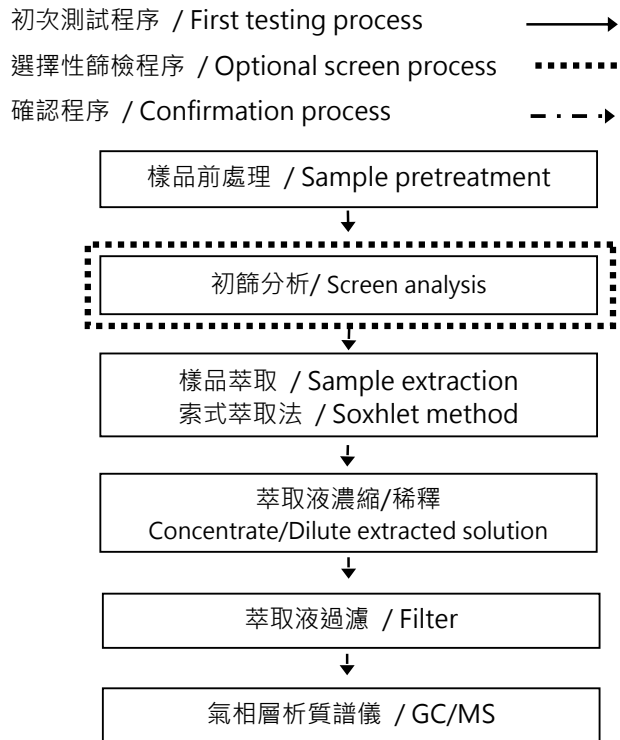 初次測試程序 / First testing process
選擇性篩檢程序 / Optional screen process
確認程序 / Confirmation process
樣品前處理 / Sample pretreatment
初篩分析/ Screen analysis
樣品萃取 / Sample extraction
索式萃取法 / Soxhlet method
萃取液濃縮/稀釋
Concentrate/Dilute extracted solution
萃取液過濾 / Filter
氣相層析質譜儀 / GC/MS